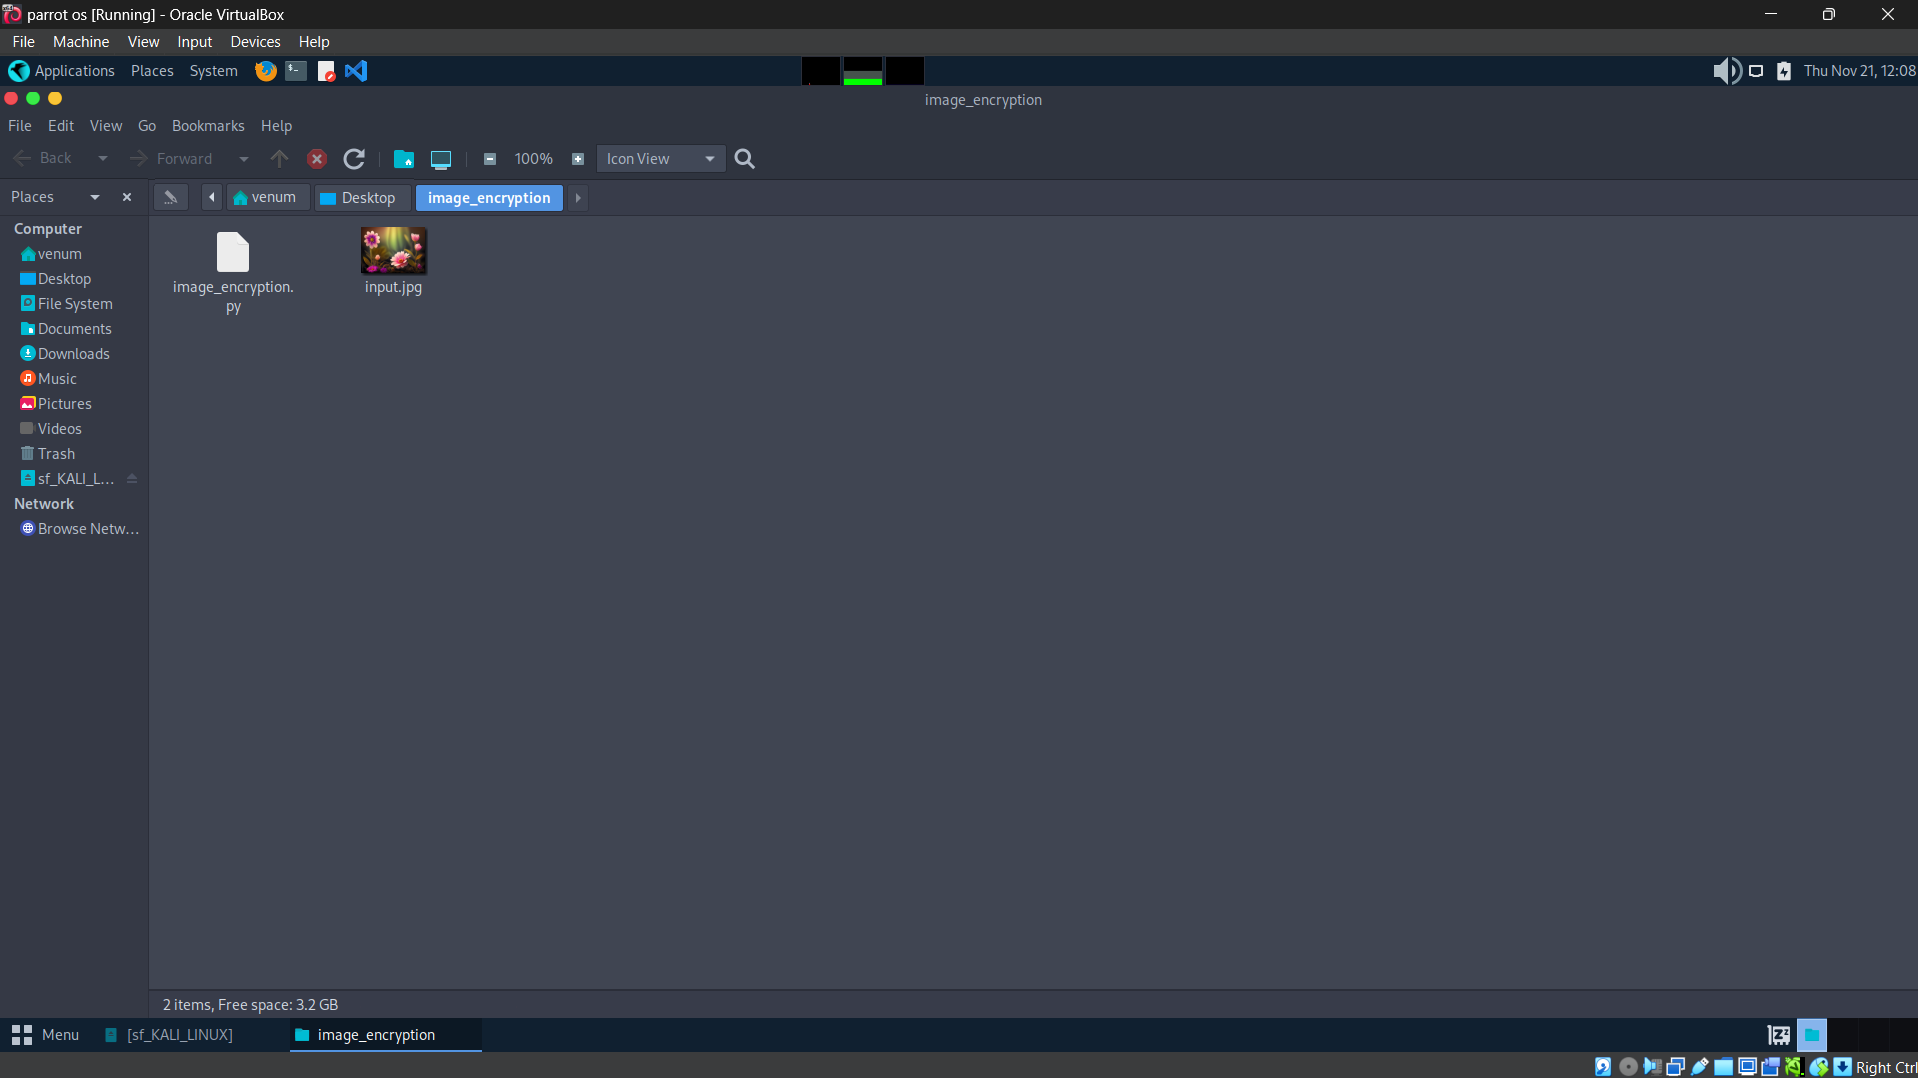 parrot os [Running] - Oracle VirtualBox
File Machine View Input Devices Help
Applications Places System
Thu Nov 21, 12:08
image_encryption
File Edit View Go Bookmarks Help
Back Forward 100% Icon View
Places
venum Desktop image_encryption
Computer
venum
Desktop
File System
Documents
Downloads
Music
Pictures
Videos
Trash
sf_KALI_L...
Network
Browse Netw...
image_encryption.
py
input.jpg
2 items, Free space: 3.2 GB
Menu [sf_KALI_LINUX] image_encryption
Right Ctrl